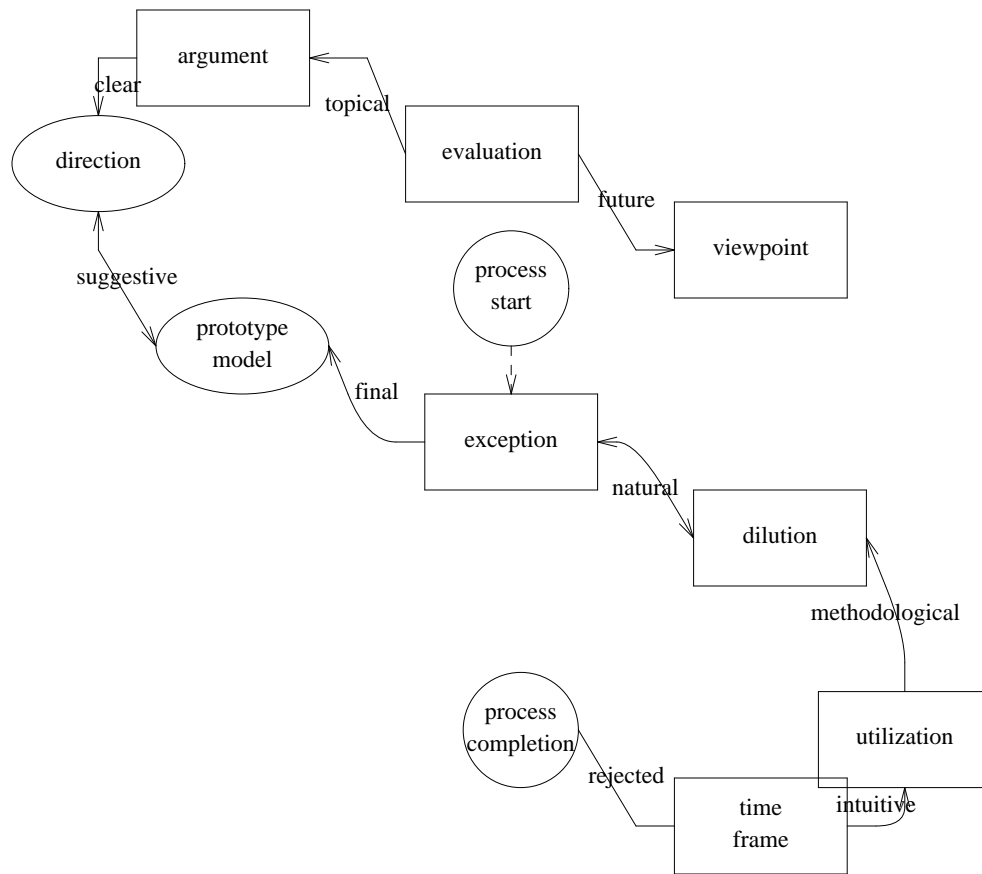 argument
clear
topical
direction
evaluation
future
viewpoint
suggestive
process
start
prototype
model
final
exception
natural
dilution
methodological
process
completion
utilization
rejected
time
frame
intuitive